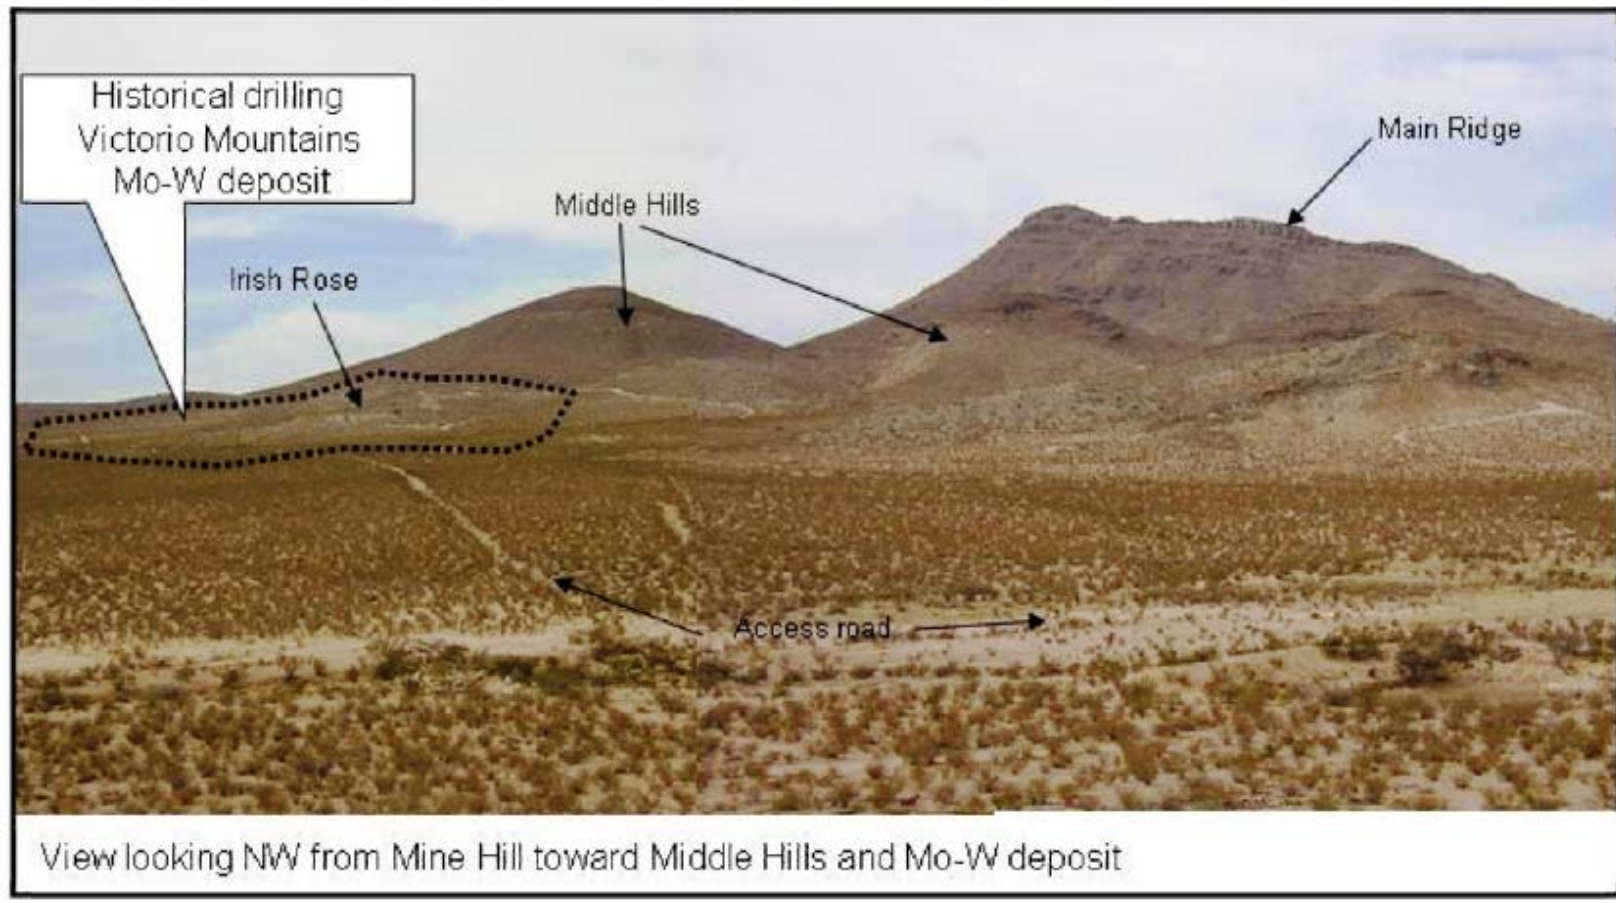 Historical drilling
Victorio Mountains
Mo-W deposit
Main Ridge
Middle Hills
Irish Rose
Access road
View looking NW from Mine Hill toward Middle Hills and Mo-W deposit